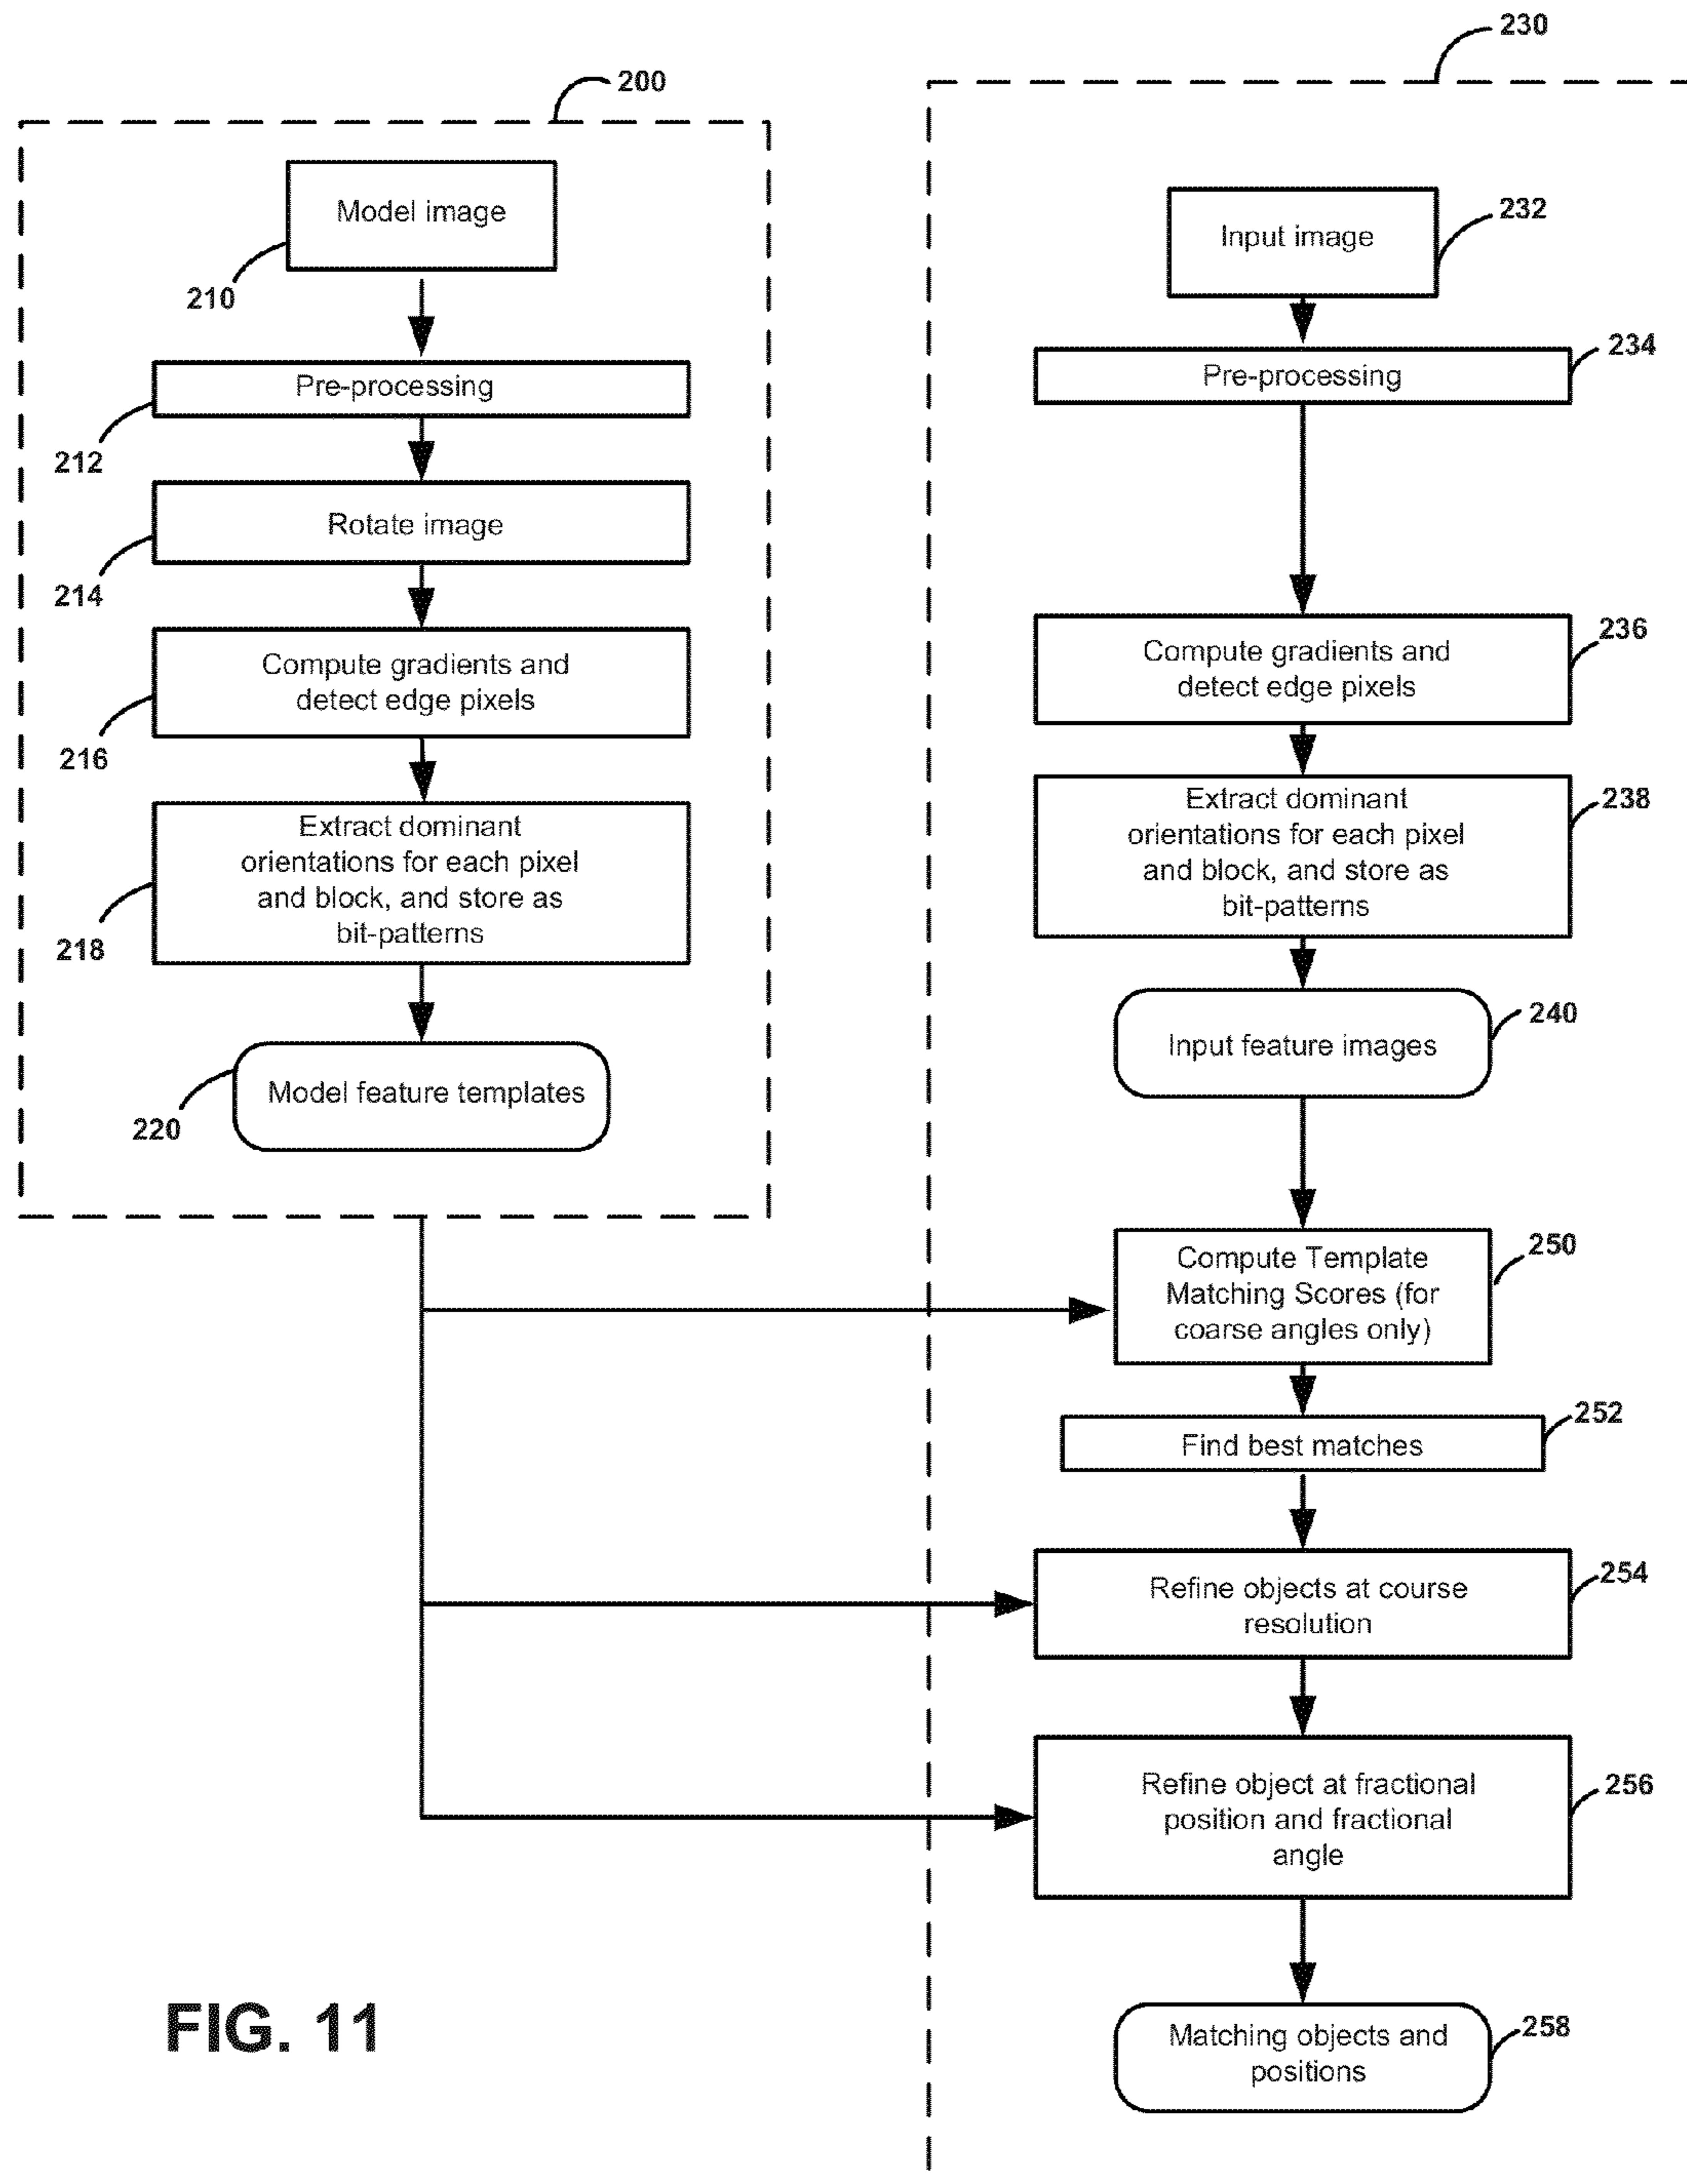 200
Model image
210
Pre-processing
212
Rotate image
214
Compute gradients and
detect edge pixels
216
Extract dominant
orientations for each pixel
and block, and store as
bit-patterns
218
Model feature templates
220
230
Input image
232
Pre-processing
234
Compute gradients and
detect edge pixels
236
Extract dominant
orientations for each pixel
and block, and store as
bit-patterns
238
Input feature images
240
Compute Template
Matching Scores (for
coarse angles only)
250
Find best matches
252
Refine objects at course
resolution
254
Refine object at fractional
position and fractional
angle
256
Matching objects and
positions
258
FIG. 11